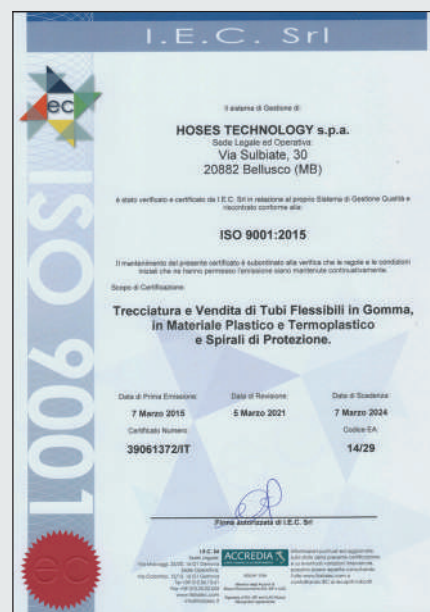 I.E.C. Srl
ec
ISO 9001
Il sistema di Gestione di:
HOSES TECHNOLOGY s.p.a.
Sede Legale ed Operativa:
Via Sulbiate, 30
20882 Bellusco (MB)
è stato verificato e certificato da I.E.C. Srl in relazione al proprio Sistema di Gestione Qualità e
riscontrato conforme alla:
ISO 9001:2015
Il mantenimento del presente certificato è subordinato alla verifica che le regole e le condizioni
iniziali che ne hanno permesso l'emissione siano mantenute continuativamente.
Scopo di Certificazione:
Trecciatura e Vendita di Tubi Flessibili in Gomma,
in Materiale Plastico e Termoplastico
e Spirali di Protezione.
Data di Prima Emissione:
Data di Revisione:
Data di Scadenza:
7 Marzo 2015
5 Marzo 2021
7 Marzo 2024
Certificato Numero:
Codice EA:
39061372/IT
14/29
Firma autorizzata di I.E.C. Srl
I.E.C. Srl
Sede Legale:
Sede Operativa:
ACCREDIA